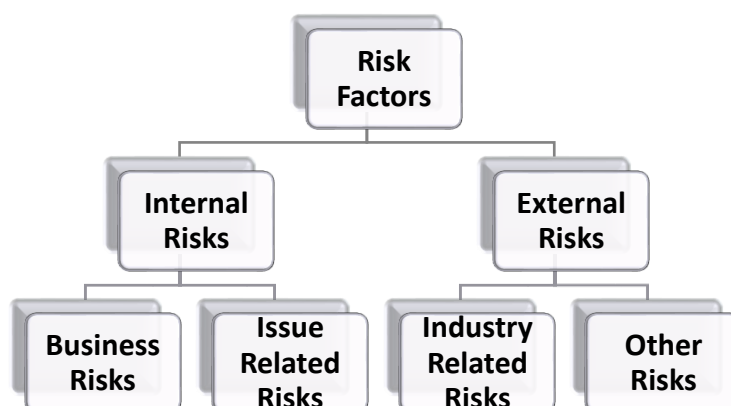 Risk
Factors
Internal
Risks
External
Risks
Business
Risks
Issue
Related
Risks
Industry
Related
Risks
Other
Risks